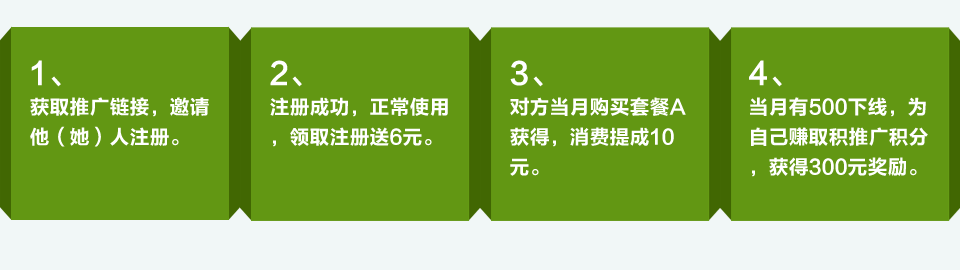 1、
获取推广链接，邀请
他（她）人注册。
2、
注册成功，正常使用
，领取注册送6元。
3、
对方当月购买套餐A
获得，消费提成10
元。
4、
当月有500下线，为
自己赚取积推广积分
，获得300元奖励。